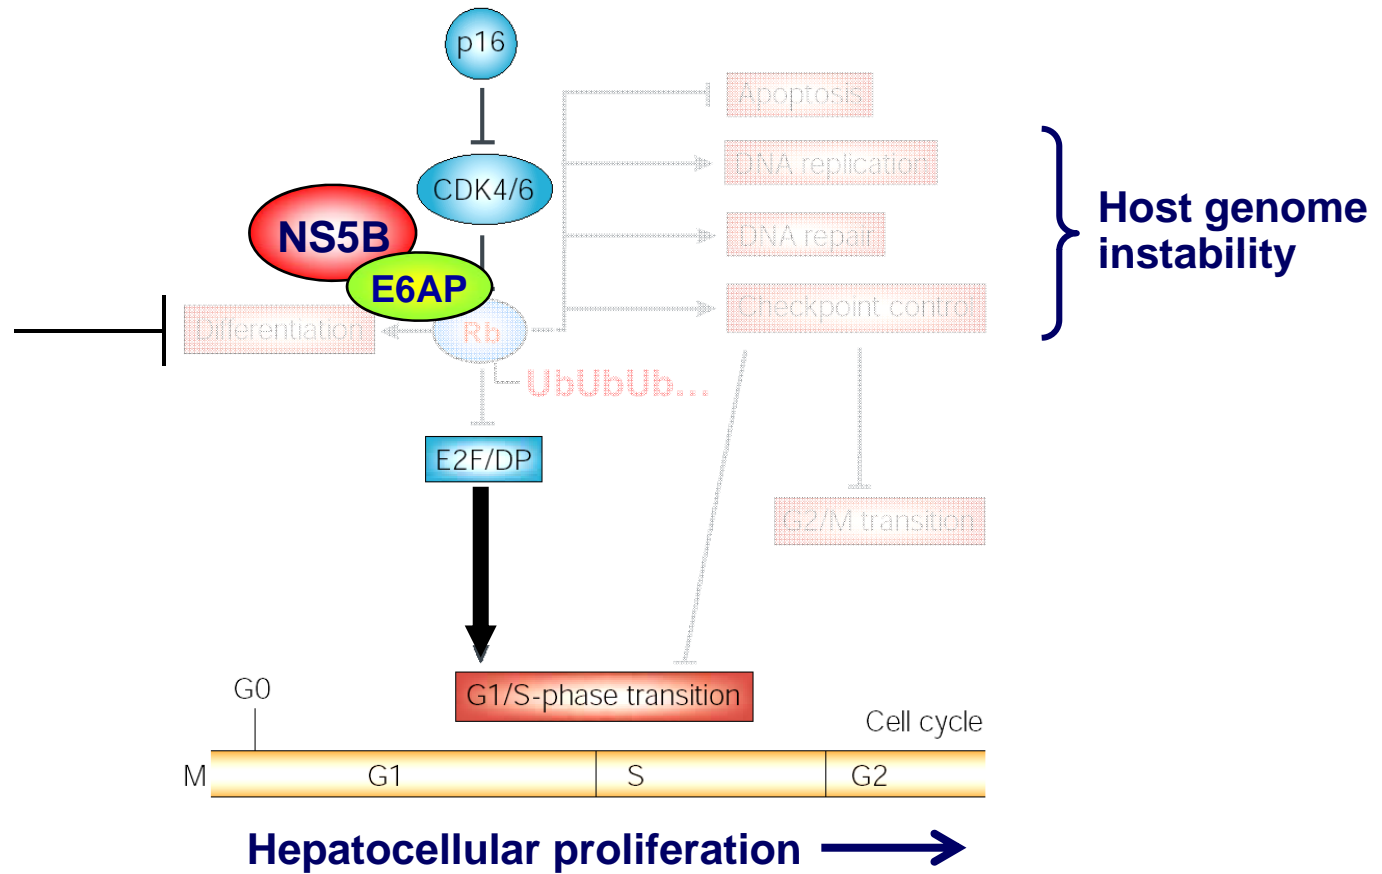 p16
Apoptosis
DNA replication
CDK4/6
Host genome
instability
NS5B
DNA repair
E6AP
Checkpoint control
Differentiation
Rb
UbUbUb...
E2F/DP
G2/M transition
G0
G1/S-phase transition
Cell cycle
M
G1
S
G2
Hepatocellular proliferation